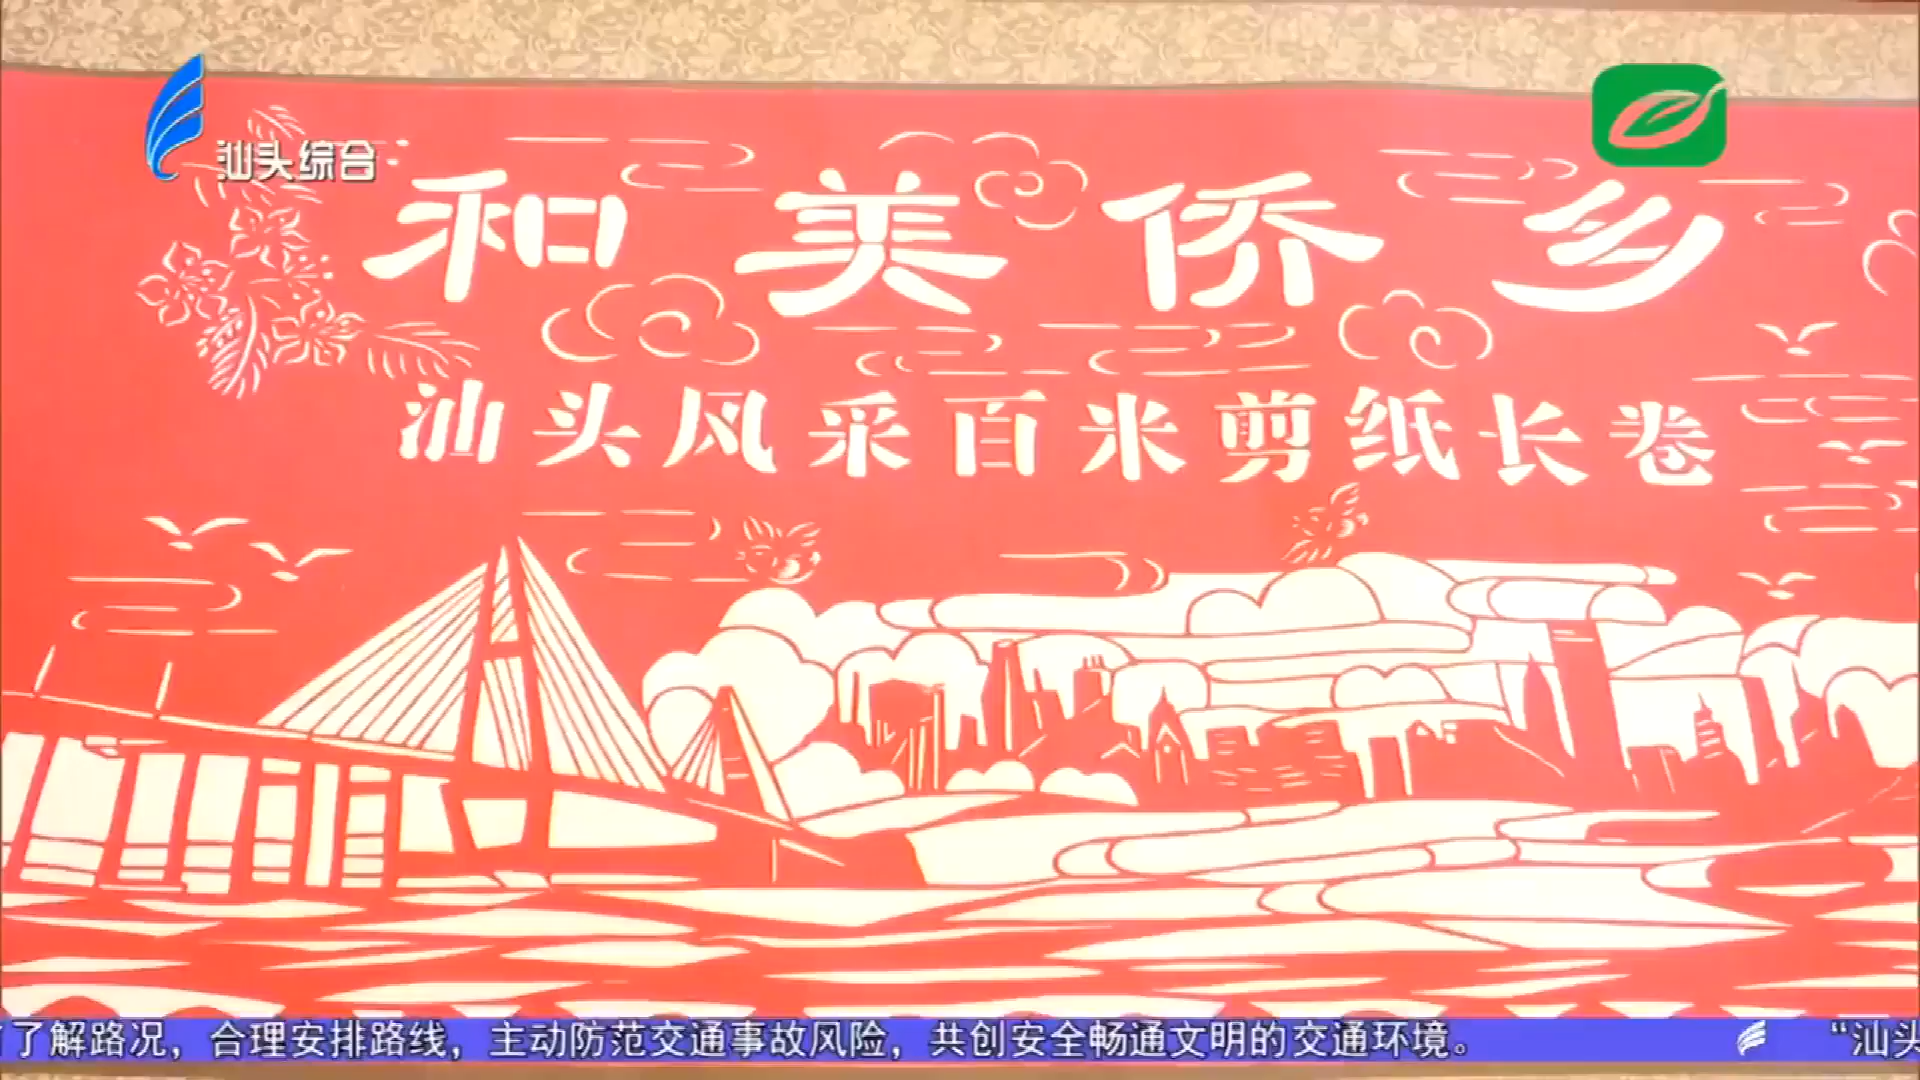 汕头综合
和美侨乡
汕头风采百米剪纸长卷
了解路况，合理安排路线，主动防范交通事故风险，共创安全畅通文明的交通环境。 “汕头